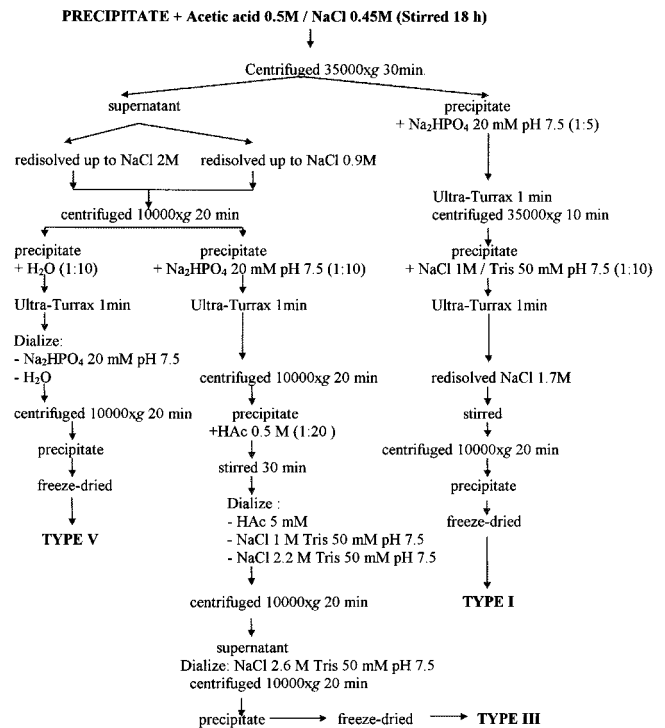 PRECIPITATE + Acetic acid 0.5M / NaCl 0.45M (Stirred 18 h)
Centrifuged 35000xg 30min.
supernatant
redisolved up to NaCl 2M
redisolved up to NaCl 0.9M
centrifuged 10000xg 20 min
precipitate
+ H₂O (1:10)
Ultra-Turrax 1min
Dialize:
- Na₂HPO₄ 20 mM pH 7.5
- H₂O
centrifuged 10000xg 20 min
precipitate
freeze-dried
TYPE V
precipitate
+ Na₂HPO₄ 20 mM pH 7.5 (1:10)
Ultra-Turrax 1min
centrifuged 10000xg 20 min
precipitate
+HAc 0.5 M (1:20 )
stirred 30 min
Dialize :
- HAc 5 mM
- NaCl 1 M Tris 50 mM pH 7.5
- NaCl 2.2 M Tris 50 mM pH 7.5
centrifuged 10000xg 20 min
supernatant
Dialize: NaCl 2.6 M Tris 50 mM pH 7.5
centrifuged 10000xg 20 min
precipitate
freeze-dried
TYPE III
precipitate
+ Na₂HPO₄ 20 mM pH 7.5 (1:5)
Ultra-Turrax 1 min
centrifuged 35000xg 10 min
precipitate
+ NaCl 1M / Tris 50 mM pH 7.5 (1:10)
Ultra-Turrax 1min
redisolved NaCl 1.7M
stirred
centrifuged 10000xg 20 min
precipitate
freeze-dried
TYPE I